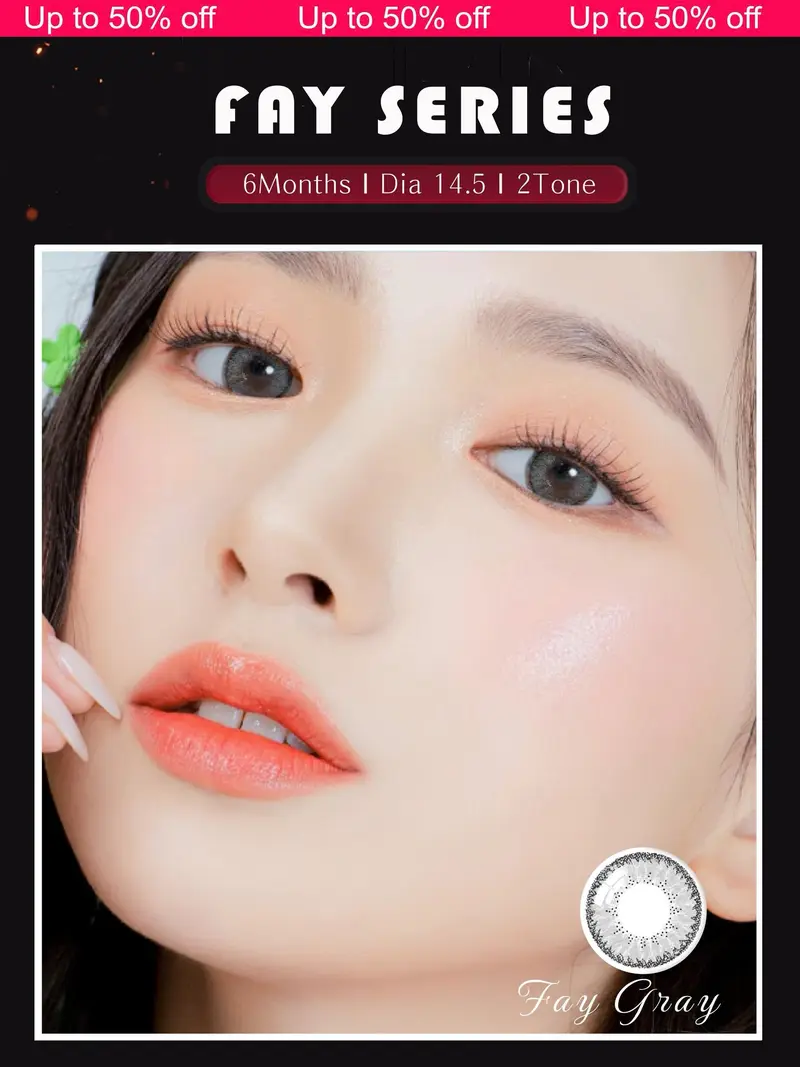 Up to 50% off Up to 50% off Up to 50% off
FAY SERIES
6Months I Dia 14.5 I 2Tone
Fay Gray